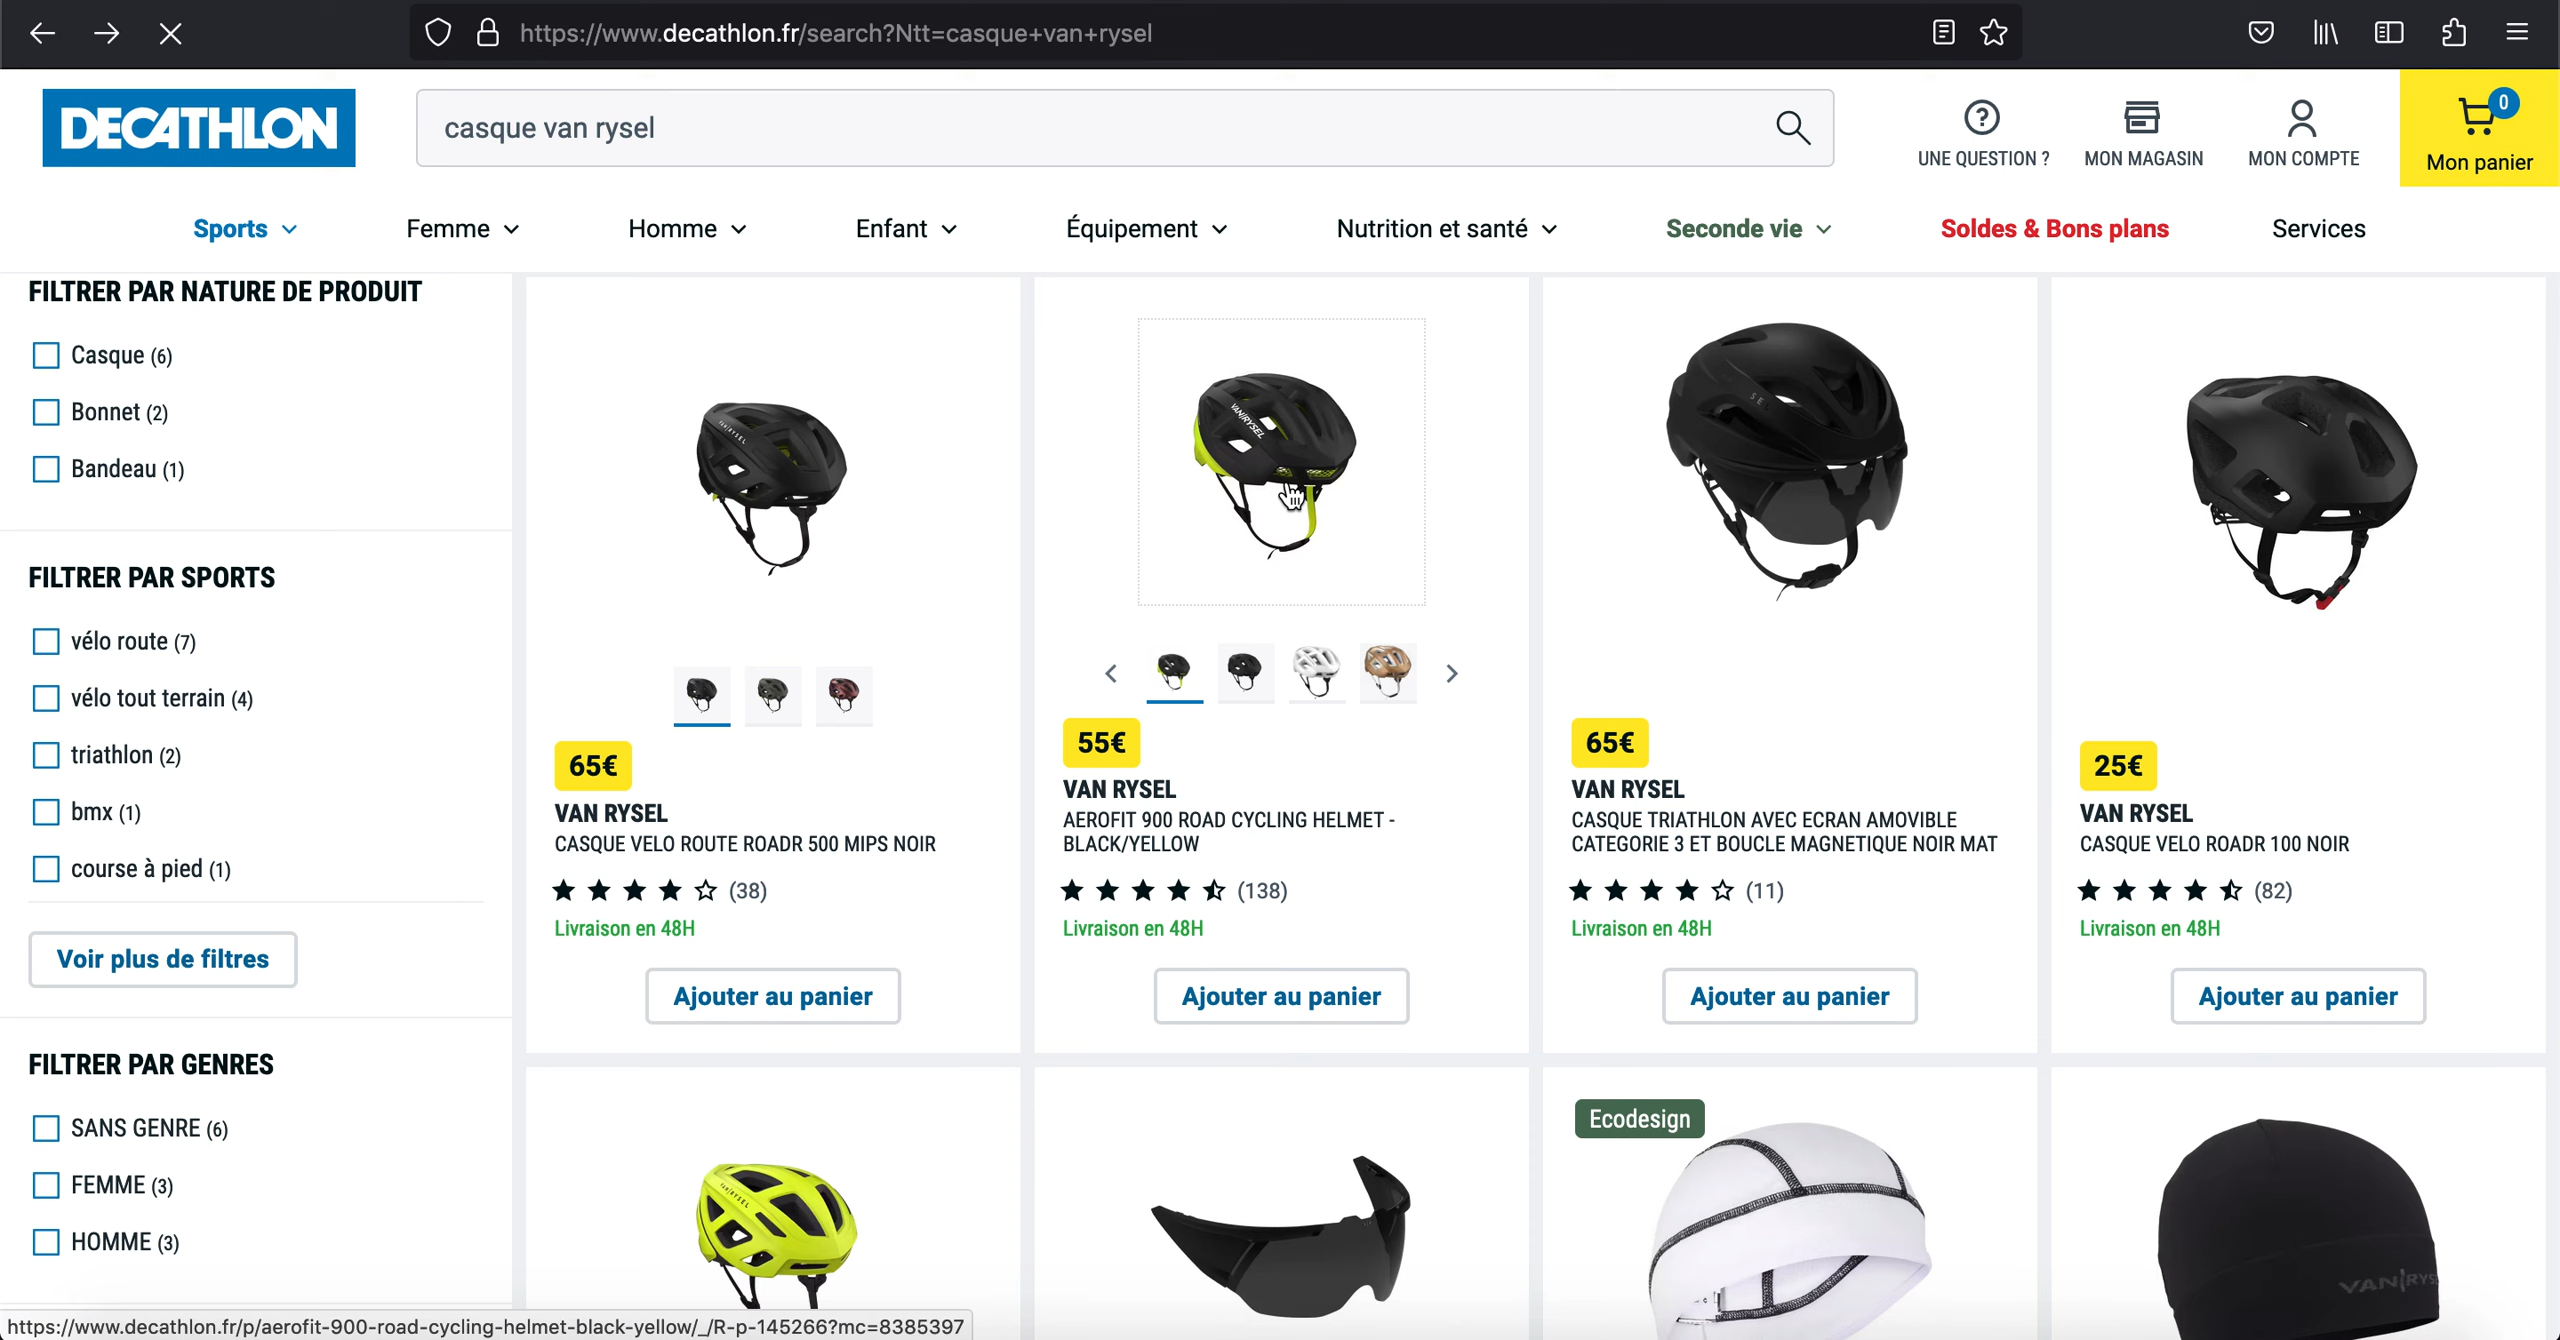 https://www.decathlon.fr/search?Ntt=casque+van+rysel
DECATHLON
casque van rysel
UNE QUESTION ?
MON MAGASIN
MON COMPTE
0
Mon panier
Sports
Femme
Homme
Enfant
Équipement
Nutrition et santé
Seconde vie
Soldes & Bons plans
Services
FILTRER PAR NATURE DE PRODUIT
Casque (6)
Bonnet (2)
Bandeau (1)
FILTRER PAR SPORTS
vélo route (7)
vélo tout terrain (4)
triathlon (2)
bmx (1)
course à pied (1)
Voir plus de filtres
FILTRER PAR GENRES
SANS GENRE (6)
FEMME (3)
HOMME (3)
VAN RYSEL
65€
VAN RYSEL
CASQUE VELO ROUTE ROADR 500 MIPS NOIR
(38)
Livraison en 48H
Ajouter au panier
VAN RYSEL
55€
VAN RYSEL
AEROFIT 900 ROAD CYCLING HELMET -
BLACK/YELLOW
(138)
Livraison en 48H
Ajouter au panier
65€
VAN RYSEL
CASQUE TRIATHLON AVEC ECRAN AMOVIBLE
CATEGORIE 3 ET BOUCLE MAGNETIQUE NOIR MAT
(11)
Livraison en 48H
Ajouter au panier
25€
VAN RYSEL
CASQUE VELO ROADR 100 NOIR
(82)
Livraison en 48H
Ajouter au panier
VAN RYSEL
Ecodesign
VAN RYS
https://www.decathlon.fr/p/aerofit-900-road-cycling-helmet-black-yellow/_/R-p-145266?mc=8385397